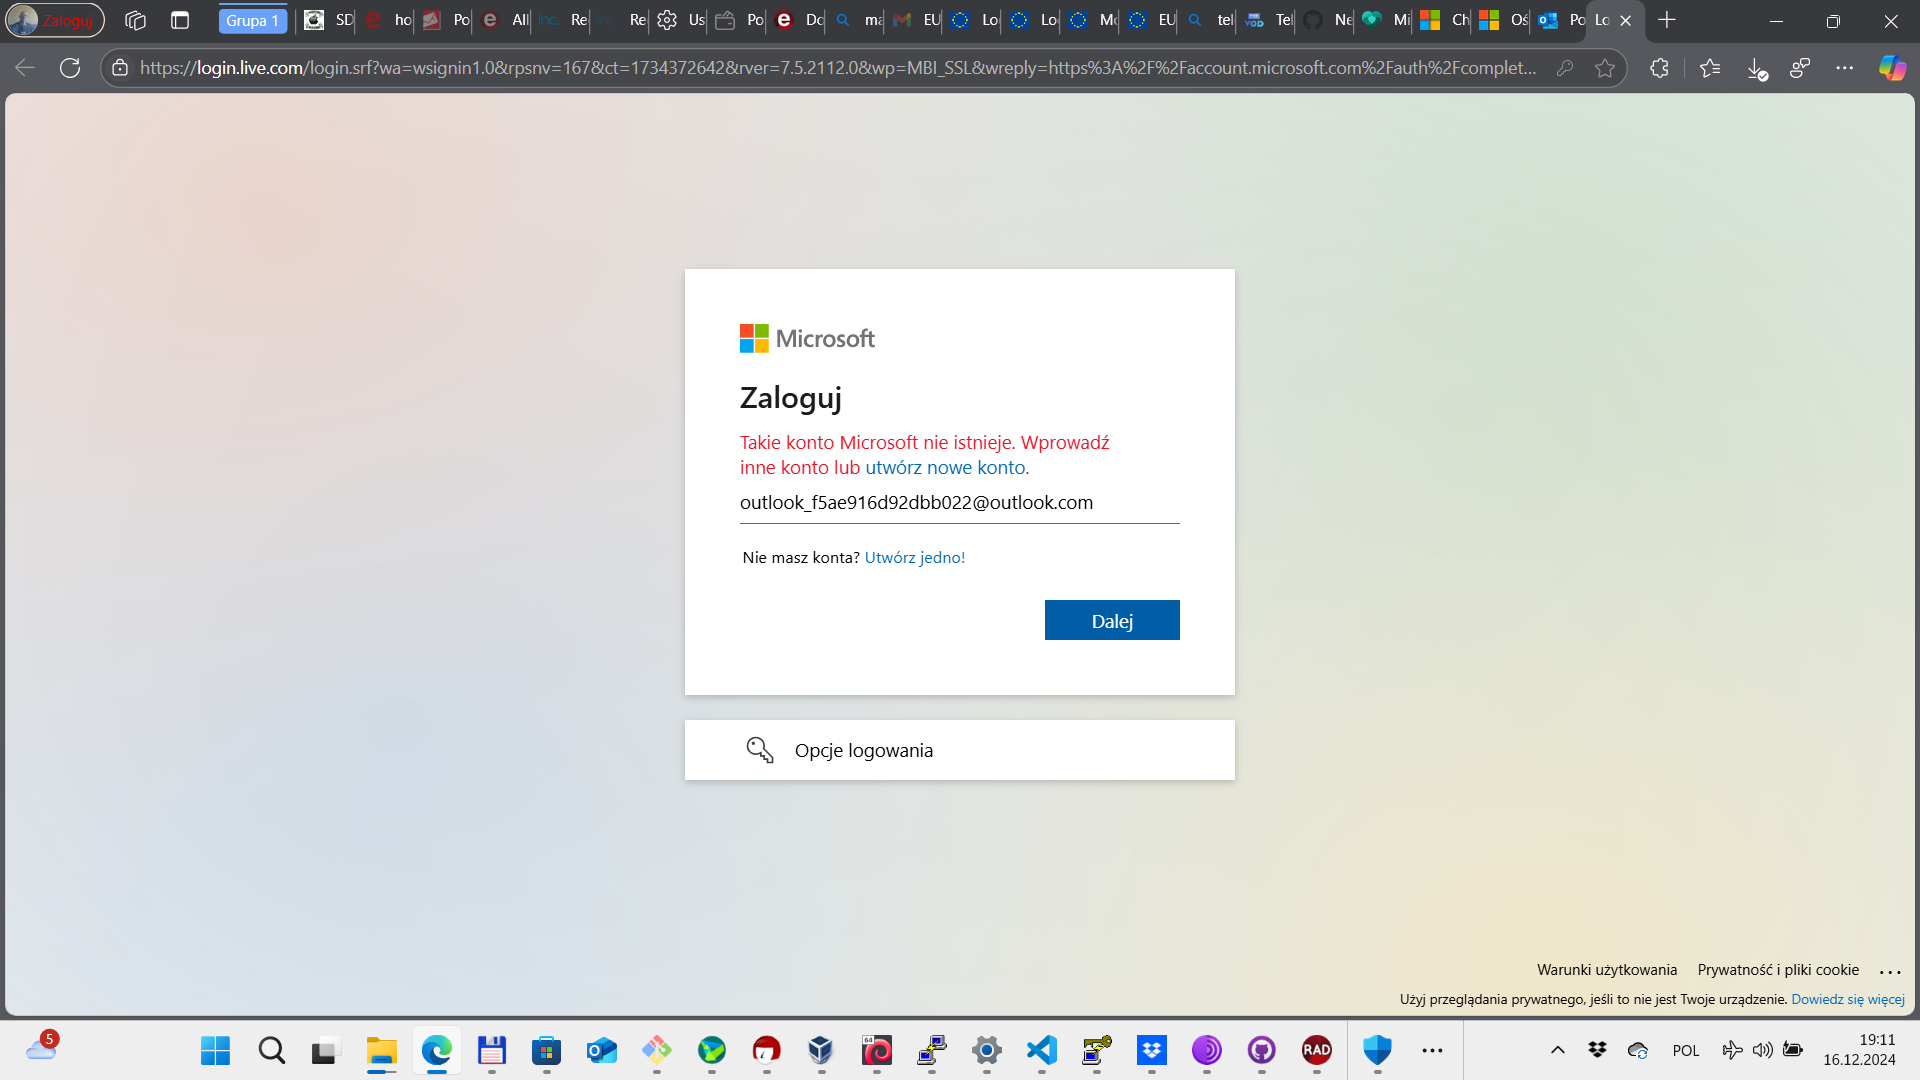 Zaloguj
Grupa 1
SD
ho
Po
All
inc. Re
Re
Us
Po
Do
ma
EU
Lo
Lo
Mo
EU
tel
VOD Tel
Ne
Mi
Ch
Oś
Po
Lo
https://login.live.com/login.srf?wa=wsignin1.0&rpsnv=167&ct=1734372642&rver=7.5.2112.0&wp=MBI_SSL&wreply=https%3A%2F%2Faccount.microsoft.com%2Fauth%2Fcomplet...
Microsoft
Zaloguj
Takie konto Microsoft nie istnieje. Wprowadź
inne konto lub utwórz nowe konto.
outlook_f5ae916d92dbb022@outlook.com
Nie masz konta? Utwórz jedno!
Dalej
Opcje logowania
Warunki użytkowania Prywatność i pliki cookie ...
Użyj przeglądania prywatnego, jeśli to nie jest Twoje urządzenie. Dowiedz się więcej
5
64
RAD
POL
19:11
16.12.2024